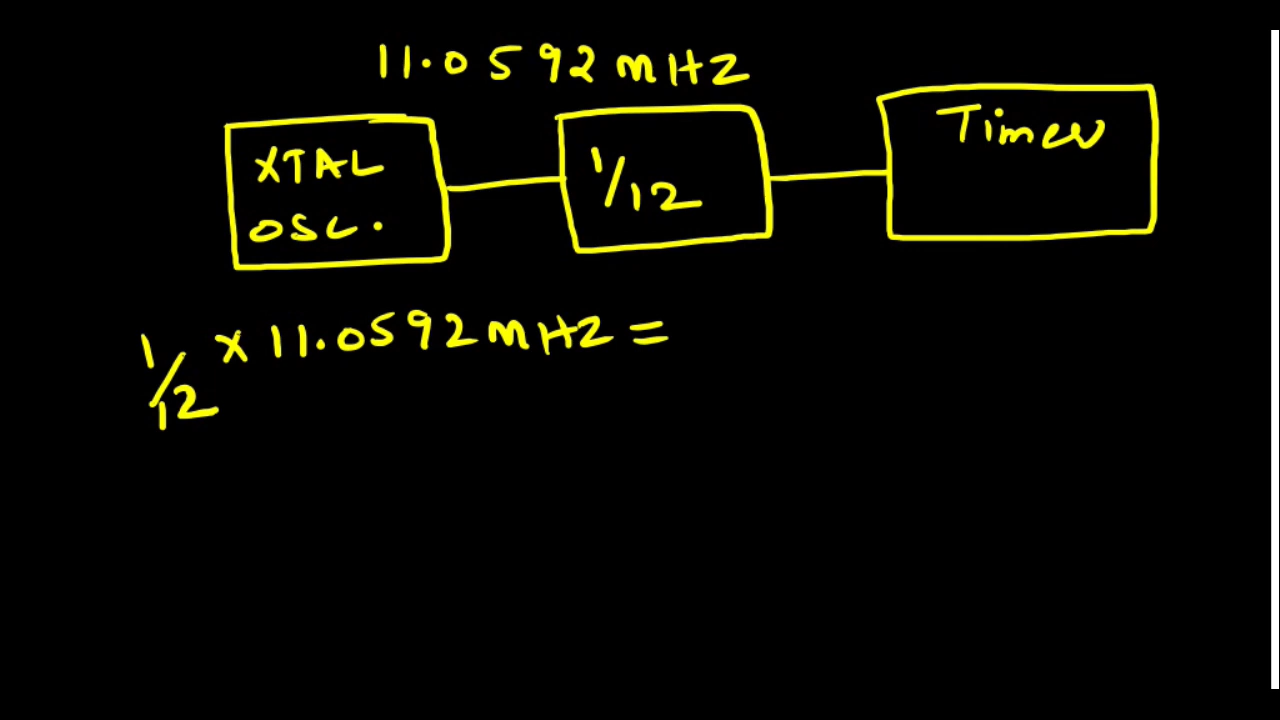 11.0592 mHz
XTAL
OSC.
1/12
Timer
1/12 x 11.0592 mHz =